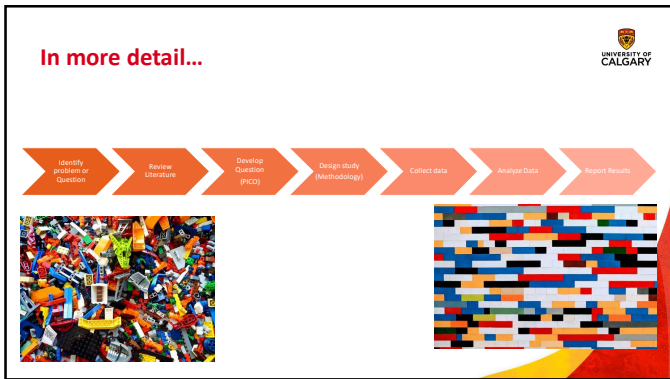 In more detail...
UNIVERSITY OF
CALGARY
Identify
problem or
Question
Review
Literature
Develop
Question
(PICO)
Design study
(Methodology)
Collect data
Analyze Data
Report Results